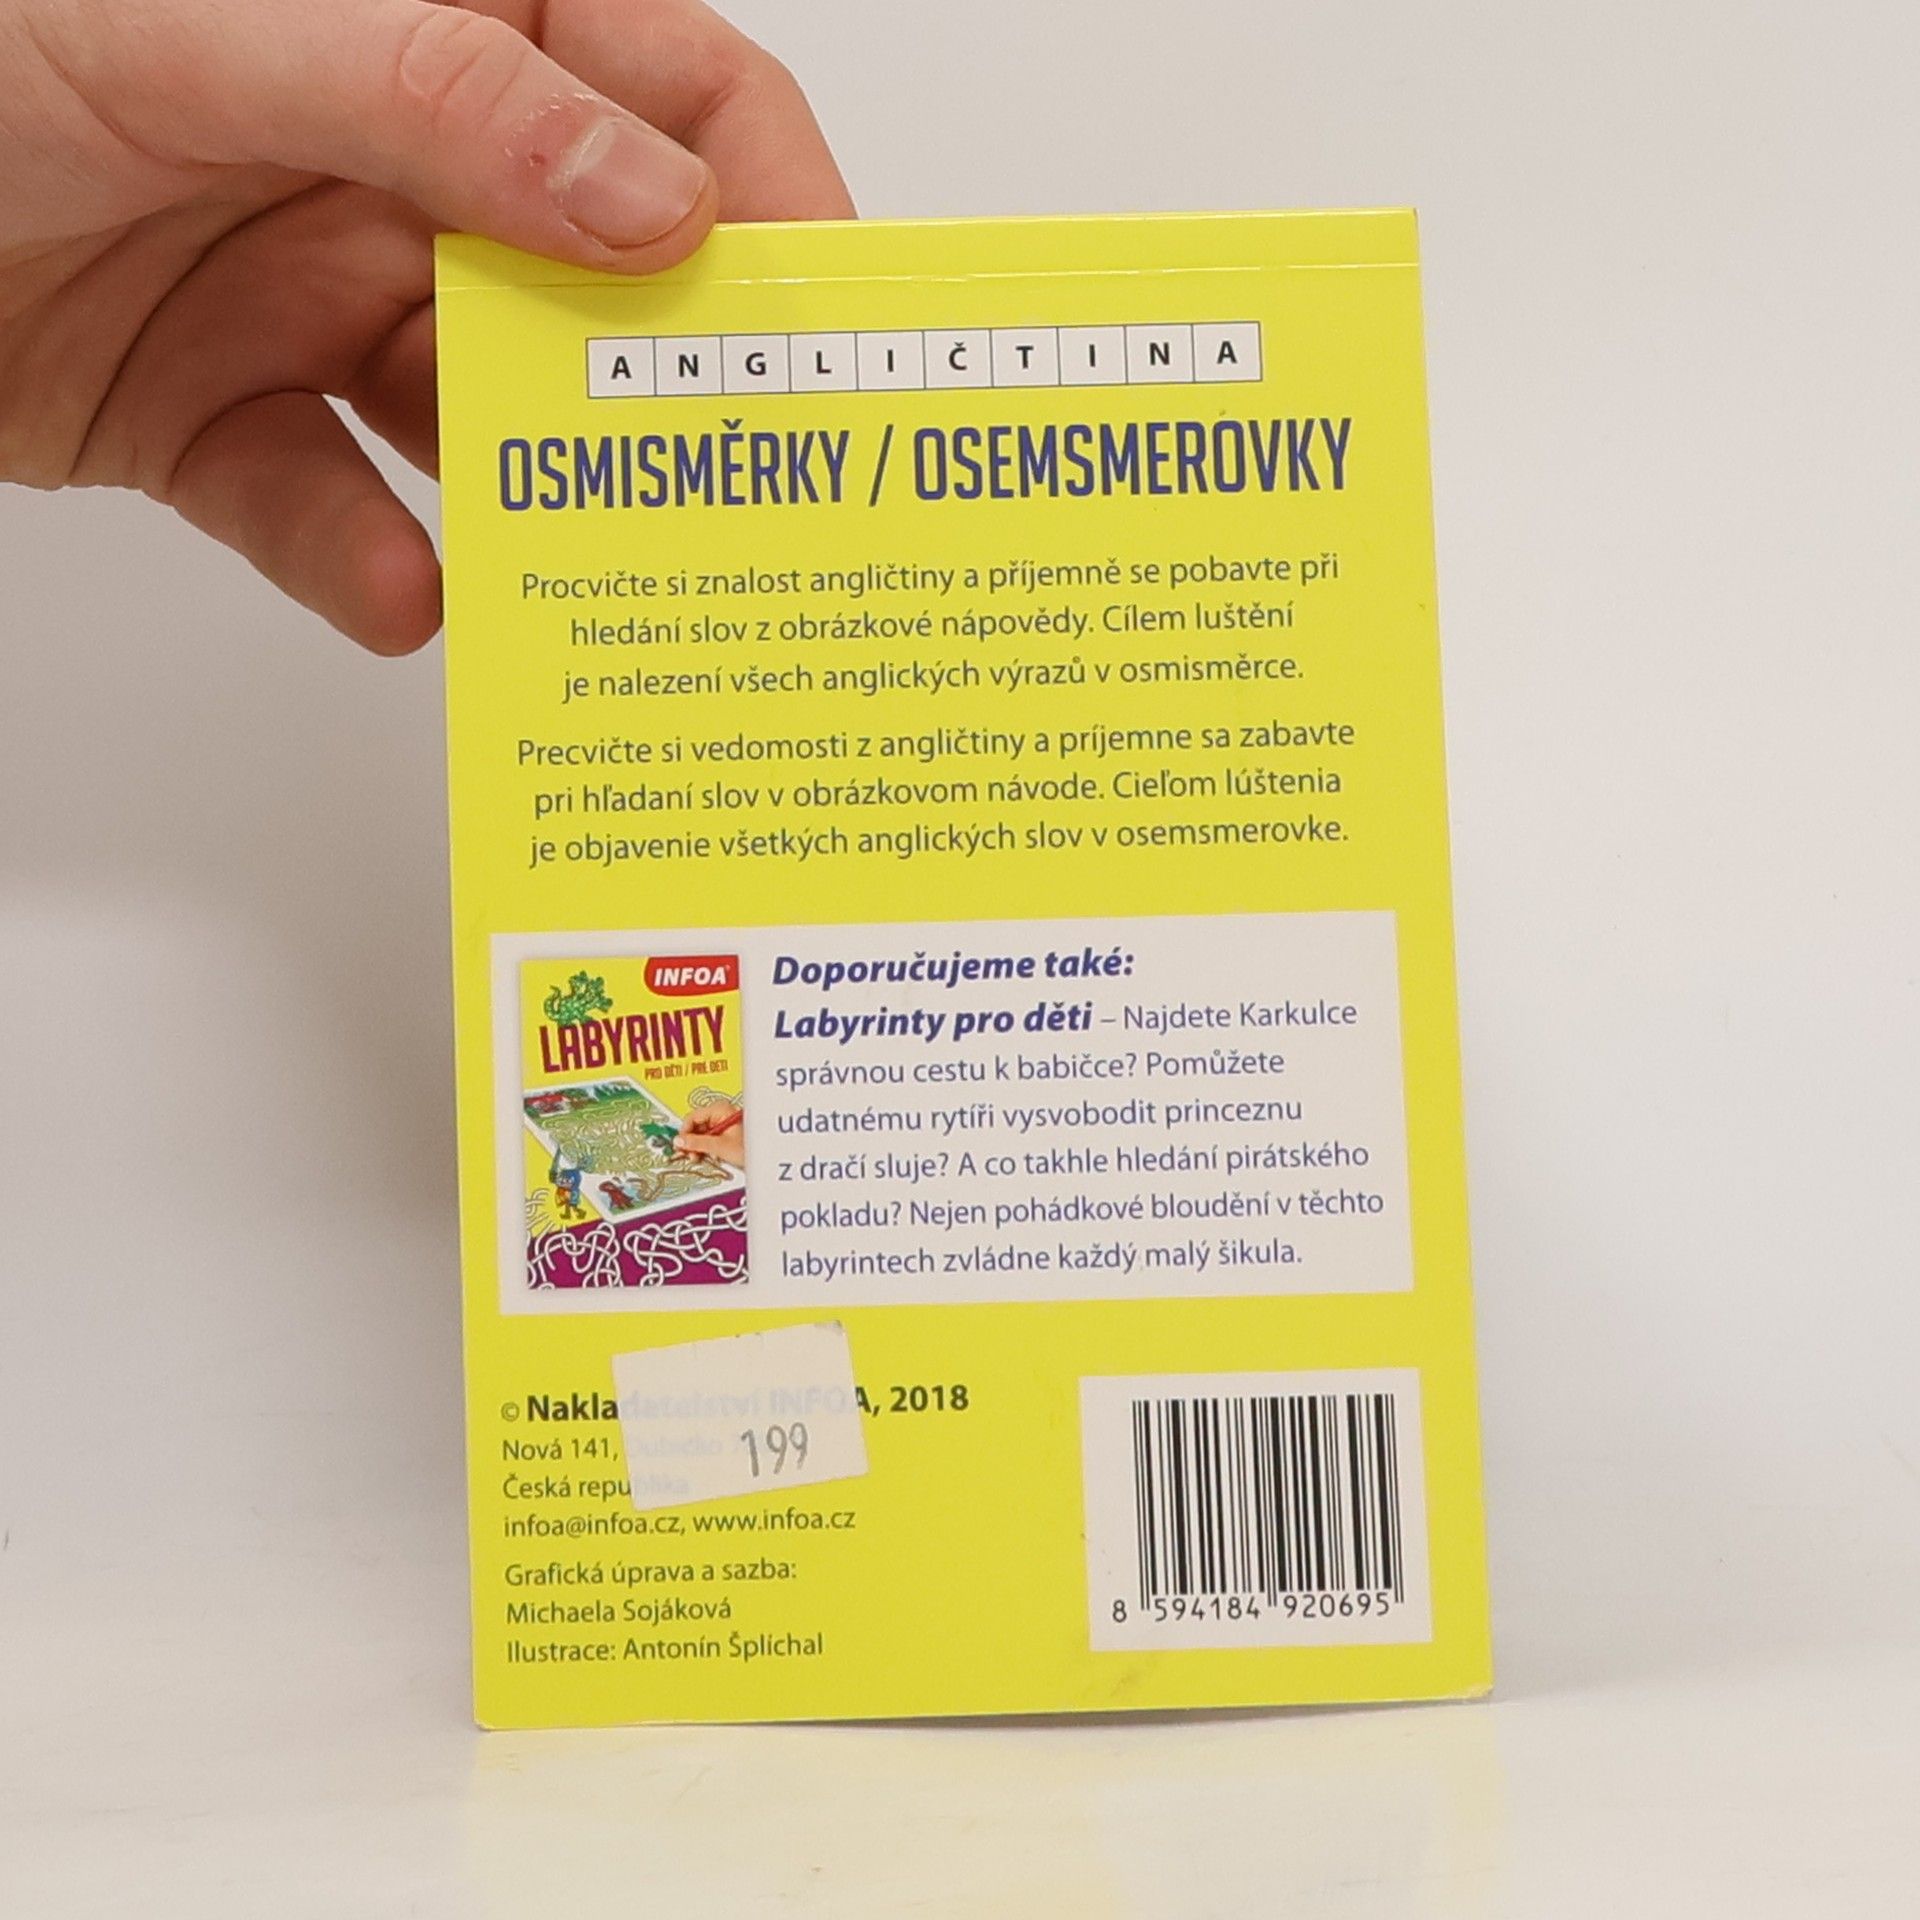 ANGLIČTINA
OSMISMĚRKY / OSEMSMEROVKY
Procvičte si znalost angličtiny a příjemně se pobavte při
hledání slov z obrázkové nápovědy. Cílem luštění
je nalezení všech anglických výrazů v osmisměrce.
Precvičte si vedomosti z angličtiny a príjemne sa zabavte
pri hľadaní slov v obrázkovom návode. Cieľom lúštenia
je objavenie všetkých anglických slov v osemsmerovke.
INFOA®
LABYRINTY
PRO DĚTI / PRE DETI
Doporučujeme také:
Labyrinty pro děti – Najdete Karkulce
správnou cestu k babičce? Pomůžete
udatnému rytíři vysvobodit princeznu
z dračí sluje? A co takhle hledání pirátského
pokladu? Nejen pohádkové bloudění v těchto
labyrintech zvládne každý malý šikula.
© Nakladatelství INFOA, 2018
Nová 141, Dubicko
Česká republika
199
infoa@infoa.cz, www.infoa.cz
Grafická úprava a sazba:
Michaela Sojáková
Ilustrace: Antonín Šplíchal
8 594184 920695